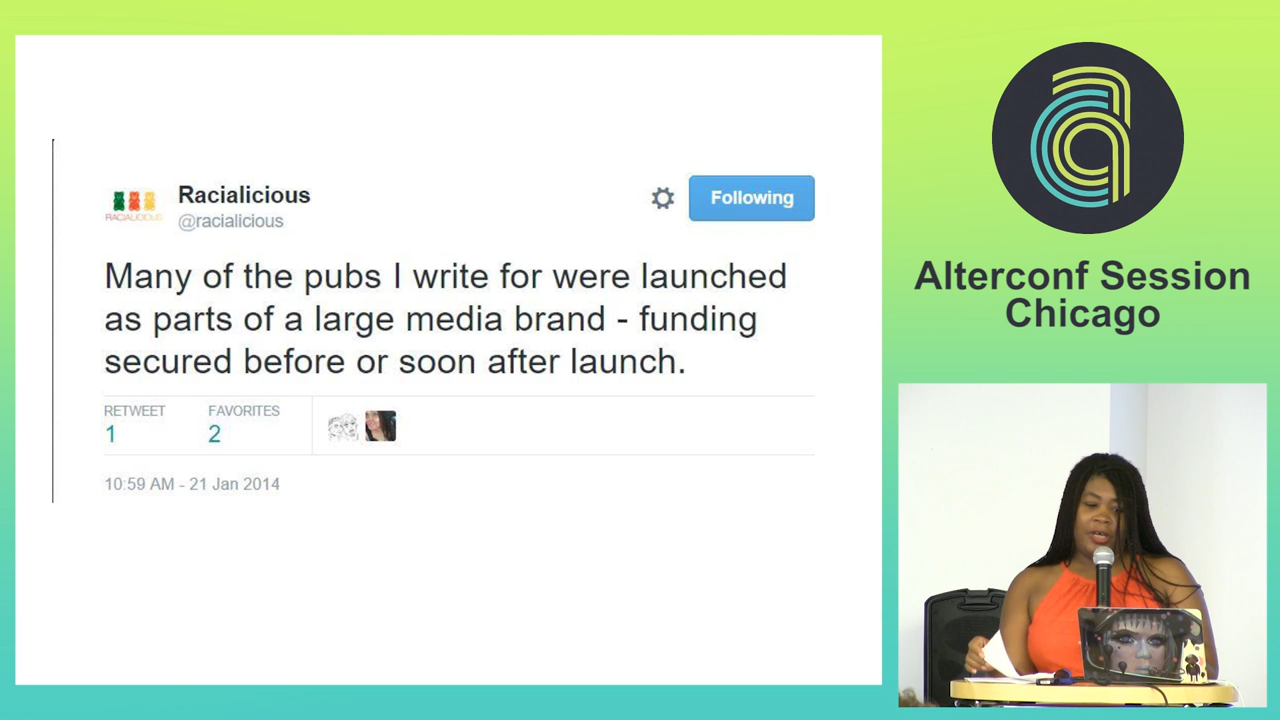 Racialicious
@racialicious
Following
RACIALICIOUS
Many of the pubs I write for were launched
as parts of a large media brand - funding
secured before or soon after launch.
RETWEET
FAVORITES
1
2
10:59 AM - 21 Jan 2014
Alterconf Session
Chicago